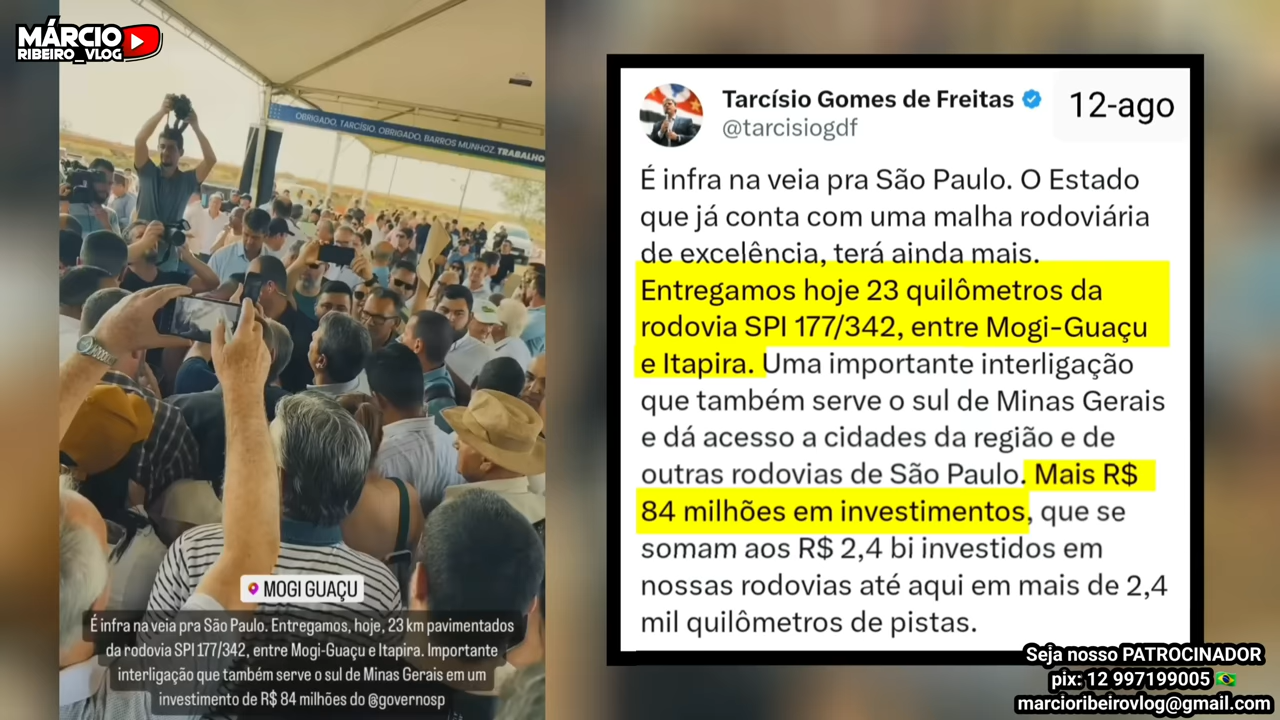 MÁRCIO
RIBEIRO_VLOG
OBRIGADO, TARCÍSIO. OBRIGADO, BARROS MUNHOZ. TRABALHO
MOGI GUAÇU
É infra na veia pra São Paulo. Entregamos, hoje, 23 km pavimentados
da rodovia SPI 177/342, entre Mogi-Guaçu e Itapira. Importante
interligação que também serve o sul de Minas Gerais em um
investimento de R$ 84 milhões do @governosp
Tarcísio Gomes de Freitas
@tarcisiogdf
12-ago
É infra na veia pra São Paulo. O Estado
que já conta com uma malha rodoviária
de excelência, terá ainda mais.
Entregamos hoje 23 quilômetros da
rodovia SPI 177/342, entre Mogi-Guaçu
e Itapira. Uma importante interligação
que também serve o sul de Minas Gerais
e dá acesso a cidades da região e de
outras rodovias de São Paulo. Mais R$
84 milhões em investimentos, que se
somam aos R$ 2,4 bi investidos em
nossas rodovias até aqui em mais de 2,4
mil quilômetros de pistas.
Seja nosso PATROCINADOR
pix: 12 997199005
marcioribeirovlog@gmail.com